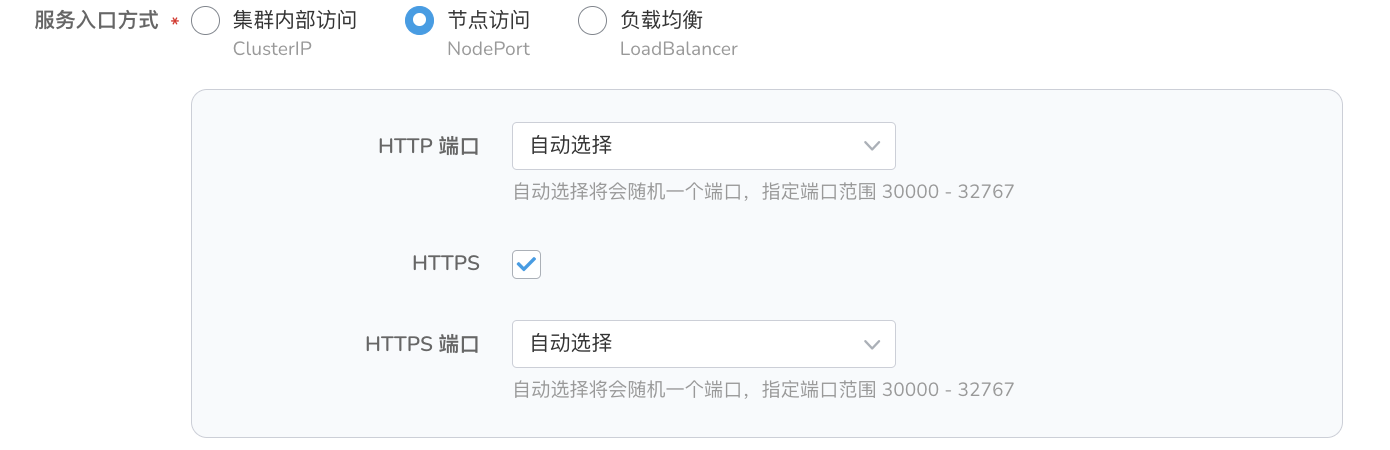 服务入口方式 * 集群内部访问 节点访问 负载均衡
ClusterIP NodePort LoadBalancer
HTTP 端口 自动选择
自动选择将会随机一个端口，指定端口范围 30000 - 32767
HTTPS
HTTPS 端口 自动选择
自动选择将会随机一个端口，指定端口范围 30000 - 32767